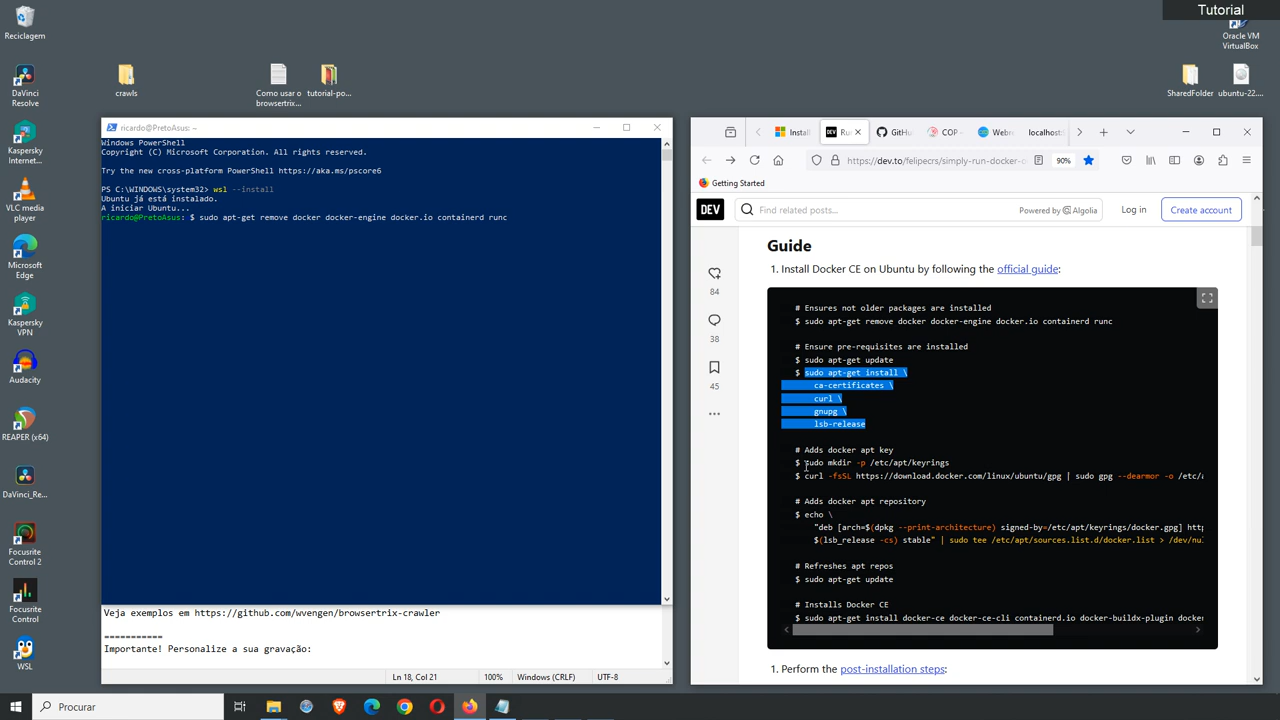 Tutorial
Reciclagem
DaVinci
Resolve
Kaspersky
Internet...
VLC media
player
Microsoft
Edge
Kaspersky
VPN
Audacity
REAPER (x64)
DaVinci_Re...
Focusrite
Control 2
Focusrite
Control
WSL
crawls
Como usar o
browsertrix...
tutorial-po...
Oracle VM
VirtualBox
SharedFolder
ubuntu-22....
ricardo@PretoAsus: ~
Windows PowerShell
Copyright (C) Microsoft Corporation. All rights reserved.
Try the new cross-platform PowerShell https://aka.ms/pscore6
PS C:\WINDOWS\system32> wsl --install
Ubuntu já está instalado.
A iniciar Ubuntu...
ricardo@PretoAsus: $ sudo apt-get remove docker docker-engine docker.io containerd runc
Veja exemplos em https://github.com/wvengen/browsertrix-crawler
===========
Importante! Personalize a sua gravação:
Ln 18, Col 21
100%
Windows (CRLF)
UTF-8
Install
Ru
GitHu
COP -
Webre
localhost:
https://dev.to/felipecrs/simply-run-docker-o
90%
Getting Started
DEV
Find related posts...
Powered by Algolia
Log in
Create account
84
38
45
Guide
1. Install Docker CE on Ubuntu by following the official guide:
# Ensures not older packages are installed
$ sudo apt-get remove docker docker-engine docker.io containerd runc
# Ensure pre-requisites are installed
$ sudo apt-get update
$ sudo apt-get install \
ca-certificates \
curl \
gnupg \
lsb-release
# Adds docker apt key
$ sudo mkdir -p /etc/apt/keyrings
$ curl -fsSL https://download.docker.com/linux/ubuntu/gpg | sudo gpg --dearmor -o /etc/a
# Adds docker apt repository
$ echo \
"deb [arch=$(dpkg --print-architecture) signed-by=/etc/apt/keyrings/docker.gpg] http
$(lsb_release -cs) stable" | sudo tee /etc/apt/sources.list.d/docker.list > /dev/nul
# Refreshes apt repos
$ sudo apt-get update
# Installs Docker CE
$ sudo apt-get install docker-ce docker-ce-cli containerd.io docker-buildx-plugin docker
1. Perform the post-installation steps:
Procurar